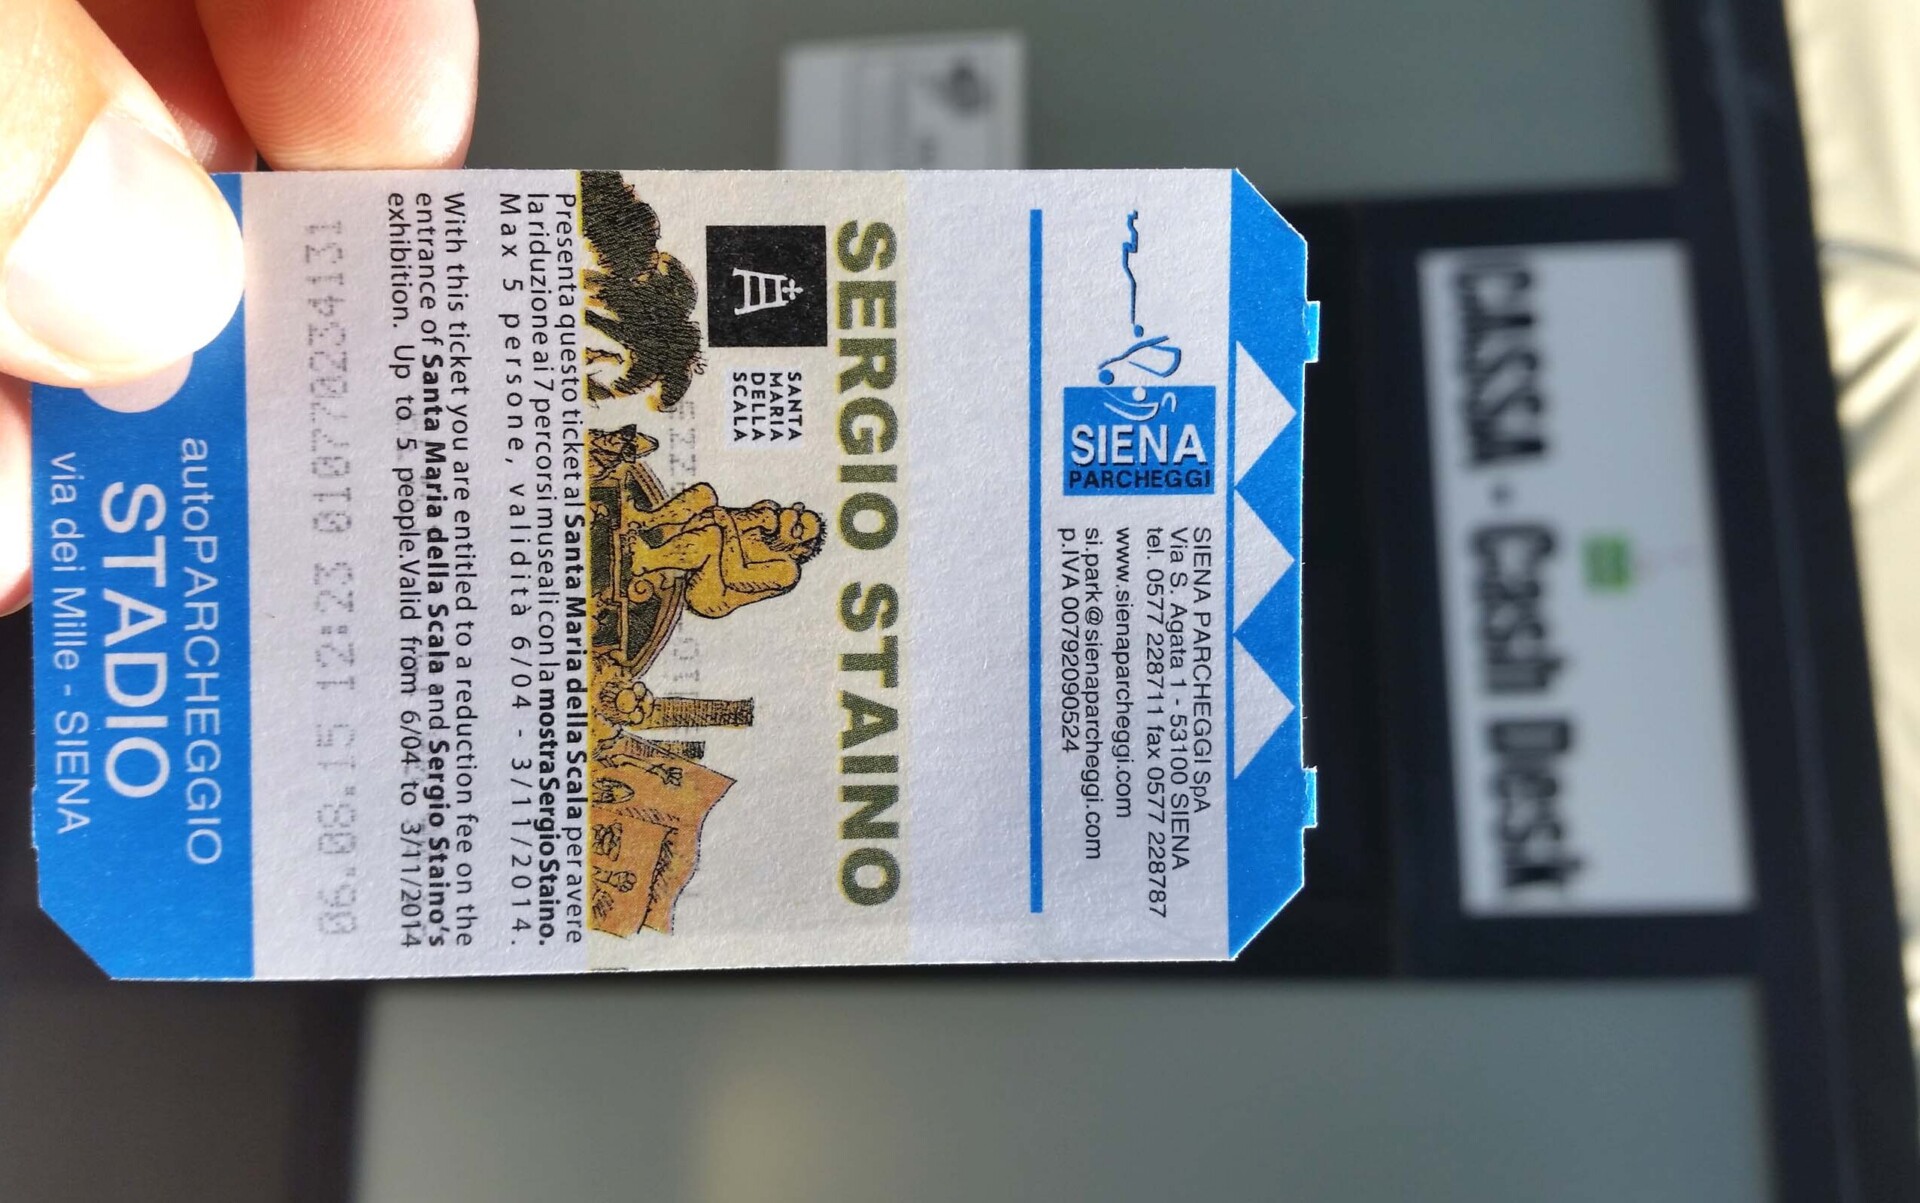 SIENA
PARCHEGGI
SIENA PARCHEGGI SpA
Via S. Agata 1 - 53100 SIENA
tel. 0577 228711 fax 0577 228787
www.sienaparcheggi.com
si.park@sienaparcheggi.com
p.IVA 00792090524
SERGIO STAINO
SANTA
MARIA
DELLA
SCALA
Presenta questo ticket al Santa Maria della Scala per avere
la riduzione ai 7 percorsi museali con la mostra Sergio Staino.
Max 5 persone, validità 6/04 - 3/11/2014.
With this ticket you are entitled to a reduction fee on the
entrance of Santa Maria della Scala and Sergio Staino's
exhibition. Up to 5 people.Valid from 6/04 to 3/11/2014
autoPARCHEGGIO
STADIO
via dei Mille - SIENA
CASSA - Cash Desk